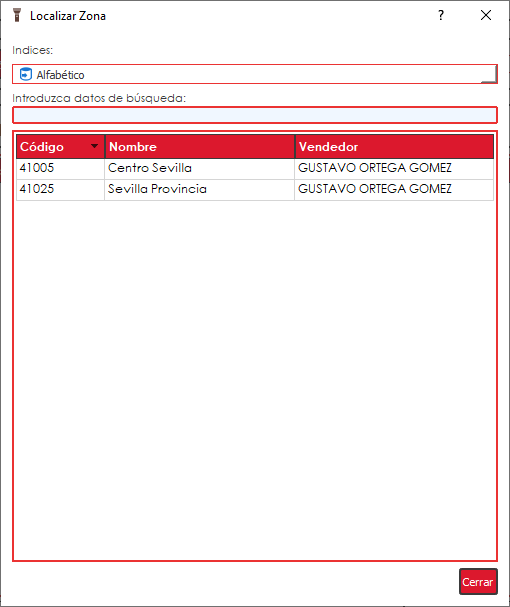 Localizar Zona ?
Indices:
Alfabético
Introduzca datos de búsqueda:
Código Nombre Vendedor
41005 Centro Sevilla GUSTAVO ORTEGA GOMEZ
41025 Sevilla Provincia GUSTAVO ORTEGA GOMEZ
Cerrar